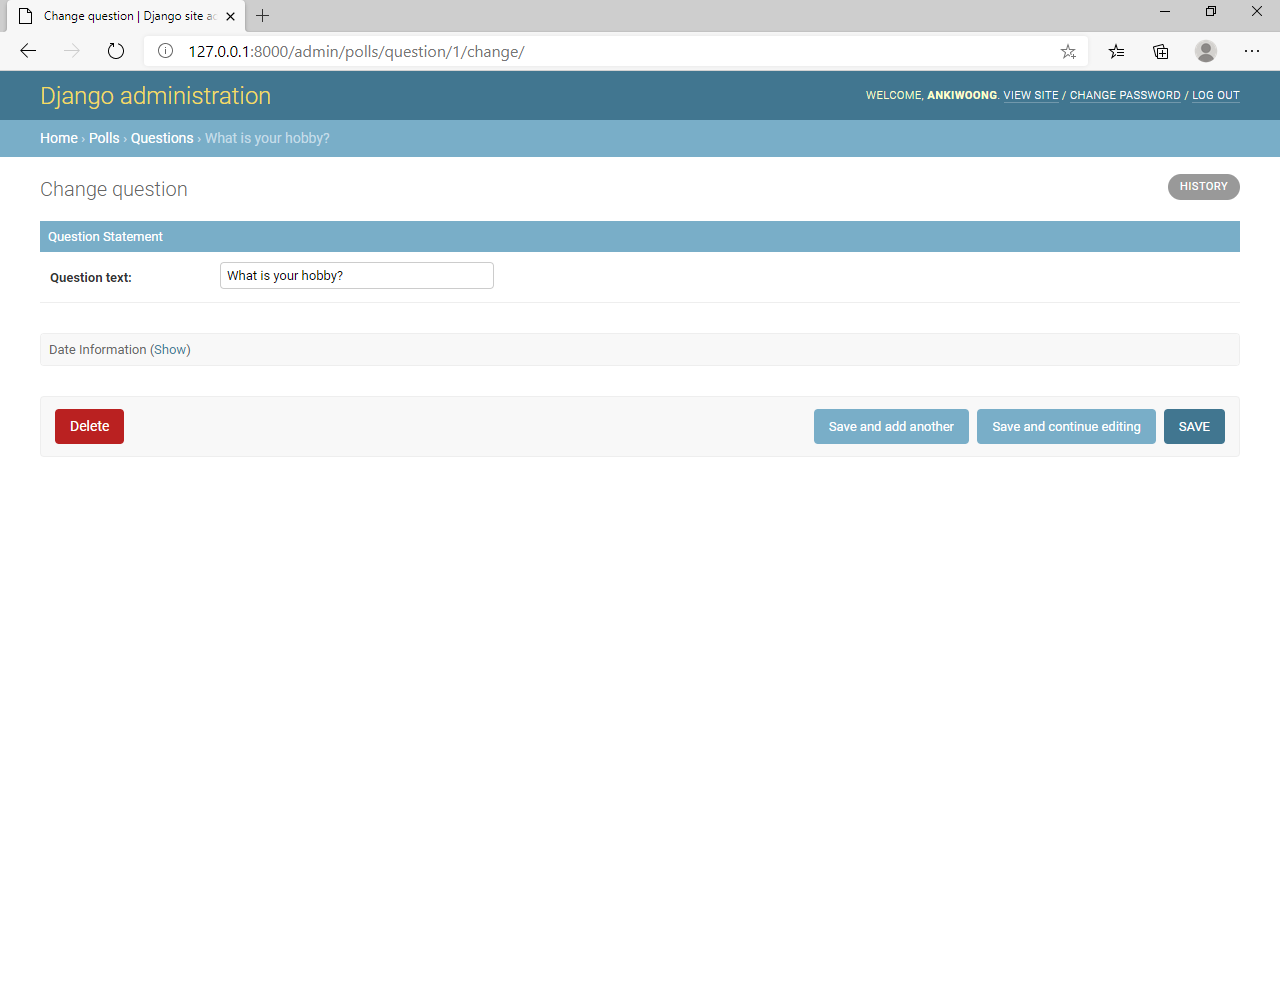 Change question | Django site a
127.0.0.1:8000/admin/polls/question/1/change/
Django administration
WELCOME, ANKIWOONG. VIEW SITE / CHANGE PASSWORD / LOG OUT
Home › Polls › Questions › What is your hobby?
Change question
HISTORY
Question Statement
Question text: What is your hobby?
Date Information (Show)
Delete Save and add another Save and continue editing SAVE